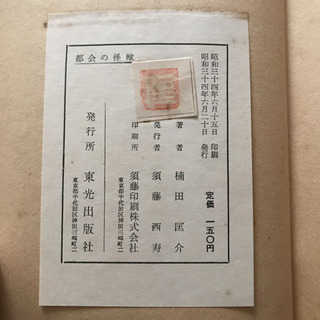 都会の怪獣
昭和三十四年六月十五日 印刷
昭和三十四年六月二十日 発行
定価 一五〇円
著者 楠田匡介
発行者 須藤酉寿
印刷所 須藤印刷株式会社
東京都千代田区神田三崎町二
発行所 東光出版社
東京都千代田区神田三崎町二